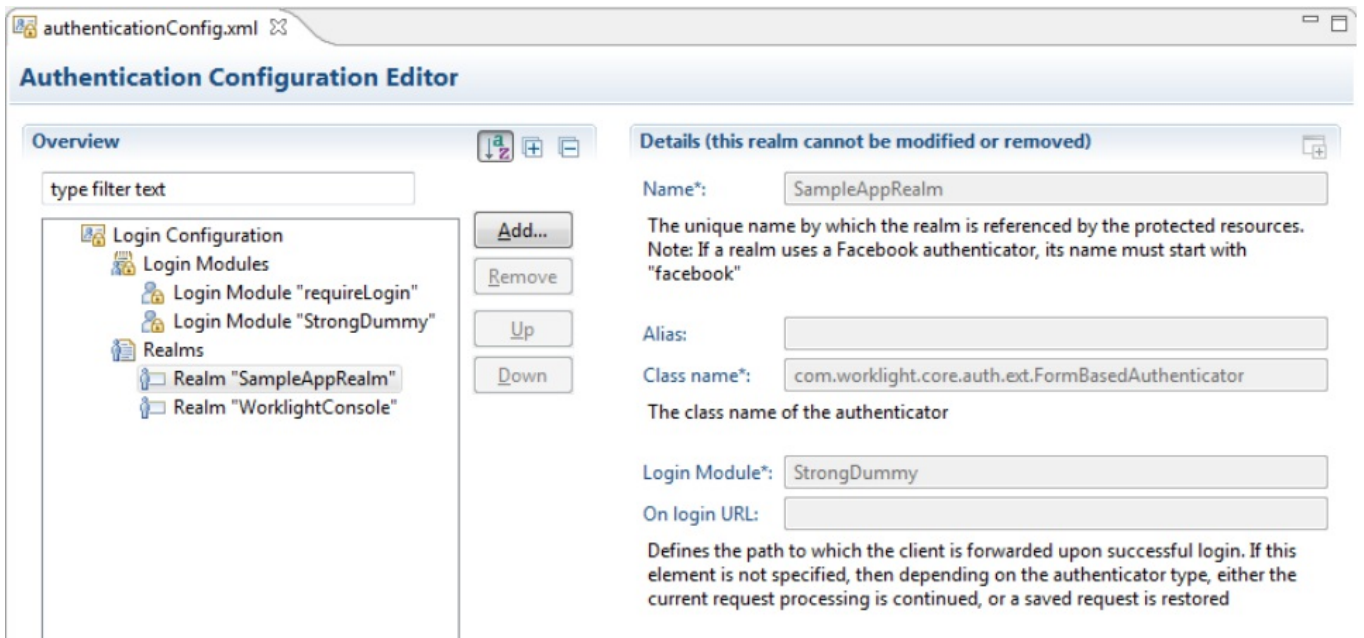 authenticationConfig.xml
Authentication Configuration Editor
Overview
type filter text
Login Configuration
Login Modules
Login Module "requireLogin"
Login Module "StrongDummy"
Realms
Realm "SampleAppRealm"
Realm "WorklightConsole"
Add...
Remove
Up
Down
Details (this realm cannot be modified or removed)
Name*: SampleAppRealm
The unique name by which the realm is referenced by the protected resources.
Note: If a realm uses a Facebook authenticator, its name must start with
"facebook"
Alias:
Class name*: com.worklight.core.auth.ext.FormBasedAuthenticator
The class name of the authenticator
Login Module*: StrongDummy
On login URL:
Defines the path to which the client is forwarded upon successful login. If this
element is not specified, then depending on the authenticator type, either the
current request processing is continued, or a saved request is restored